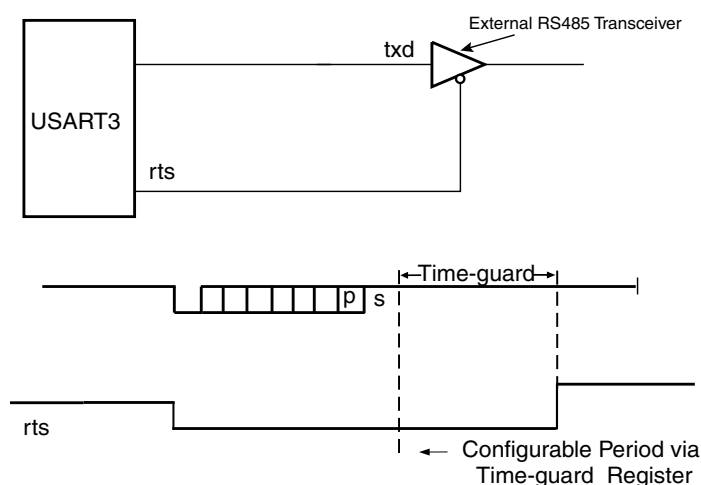 External RS485 Transceiver
txd
USART3
rts
Time-guard
p
s
rts
Configurable Period via
Time-guard Register